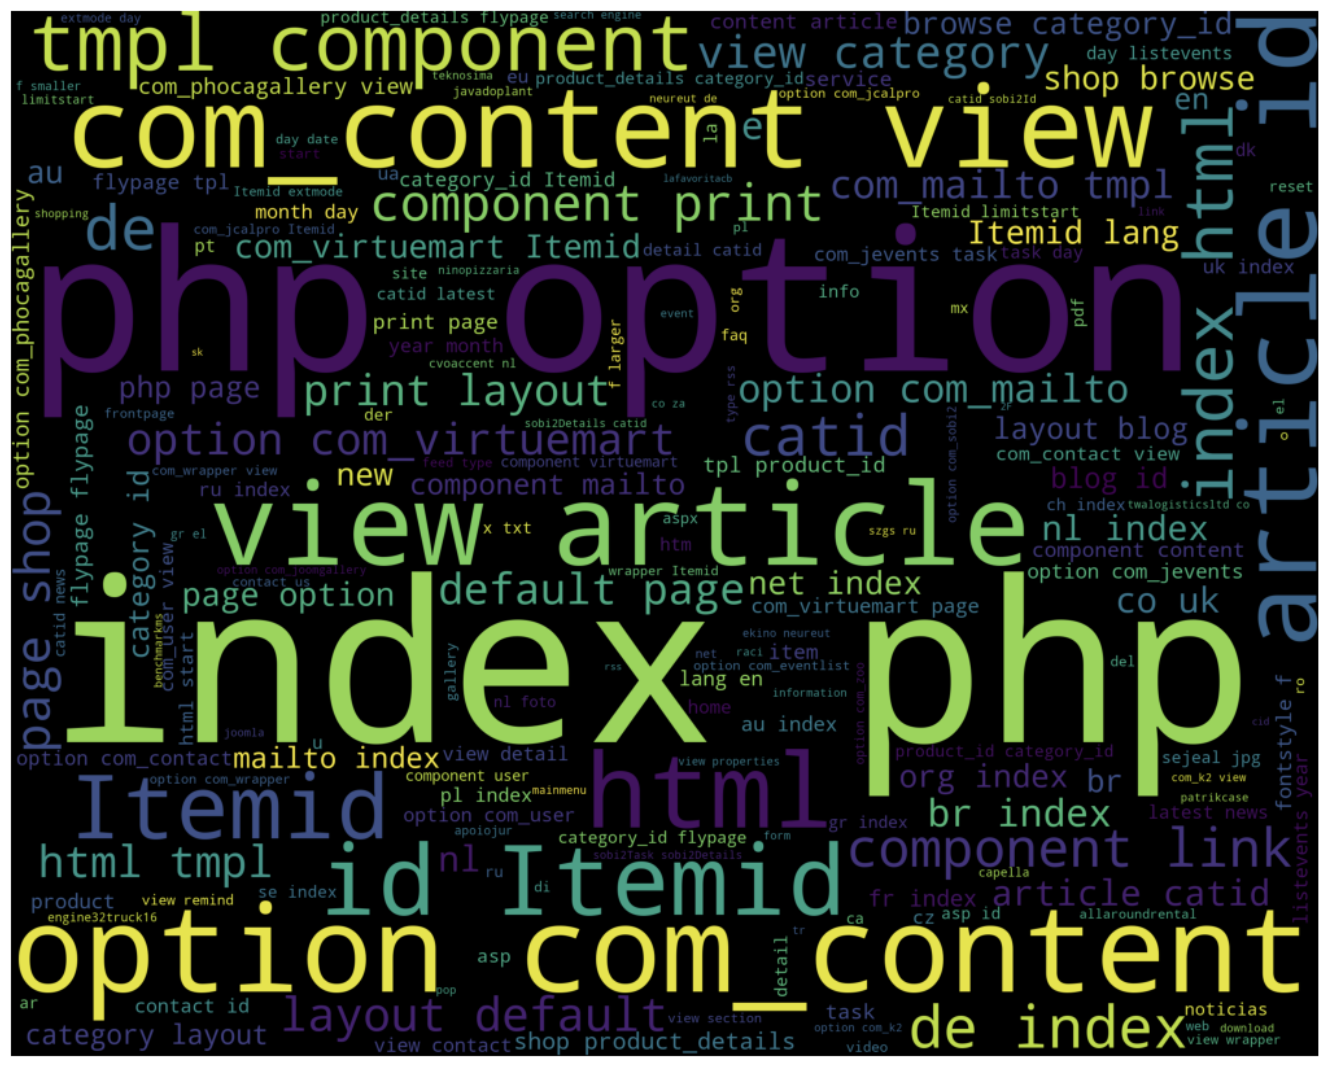 extmode day
product_details flypage
search engine
content article
browse category_id
tmpl component
view category
day listevents
f smaller
limitstart
com_phocagallery view
teknosima
javadoplant
eu
product_details category_id
service
shop browse
neureut de
option com_jcalpro
catid sobi2Id
en
com_content view
day date
start
la
e
dk
au
flypage tpl
ua
category_id Itemid
Itemid extmode
lafavoritacb
com_mailto tmpl
reset
shopping
de
month day
component print
Itemid limitstart
link
com_jcalpro Itemid
pt
com_virtuemart Itemid
pl
detail catid
com_jevents task
task day
Itemid lang
uk index
option com_phocagallery
php option
site
ninopizzaria
catid latest
org
info
print page
event
mx
pdf
year month
f larger
faq
sk
cvoaccent nl
index html
article id
php page
print layout
type rss
option com_mailto
frontpage
der
co za
sobi2Details catid
2F
el
o
option com_virtuemart
catid
option com_sobi2
layout blog
com_contact view
com_wrapper view
new
feed type
component virtuemart
tpl product_id
blog id
ru index
component mailto
flypage flypage
category id
view article
x txt
aspx
szgs ru
ch index
twalogisticsltd co
gr el
htm
nl index
component content
page shop
option com_joomgallery
wrapper Itemid
option com_jevents
contact us
page option
default page
net index
com_virtuemart page
co uk
catid news
benchmarkms
com_user view
html start
index php
ekino neureut
net
raci
item
option com_eventlist
del
rss
gallery
lang en
information
nl foto
home
option com_zoo
ro
joomla
u
au index
cid
option com_contact
mailto index
view detail
product_id category_id
sejeal jpg
fontstyle f
view properties
option com_wrapper
component user
Itemid
pl index
mainmenu
html
org index
br
com_k2 view
patrikcase
option com_user
br index
latest news
gr index
apoiojur
category_id flypage
form
html tmpl
nl
sobi2Task sobi2Details
component link
id Itemid
ru
di
capella
listevents year
product
view remind
se index
fr index
article catid
engine32truck16
ca
cz
asp id
allaroundrental
option com_content
tr
asp
detail
pop
ar
contact id
layout default
view section
task
noticias
option com_k2
de index
web
download
category layout
view contact
shop product_details
video
view wrapper